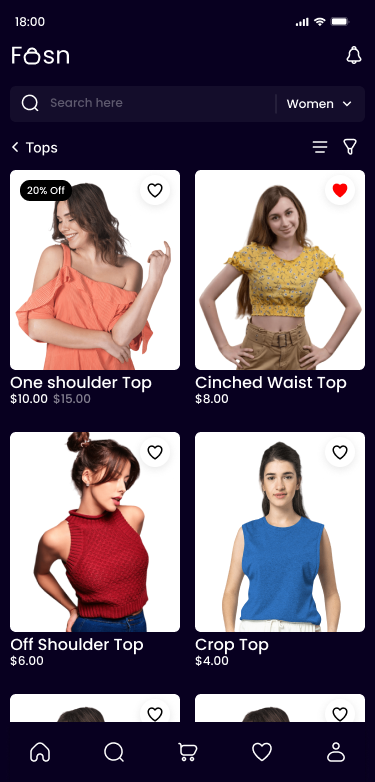 18:00
Fasn
Search here
Women
Tops
20% Off
One shoulder Top
Cinched Waist Top
$10.00 $15.00
$8.00
Off Shoulder Top
Crop Top
$6.00
$4.00